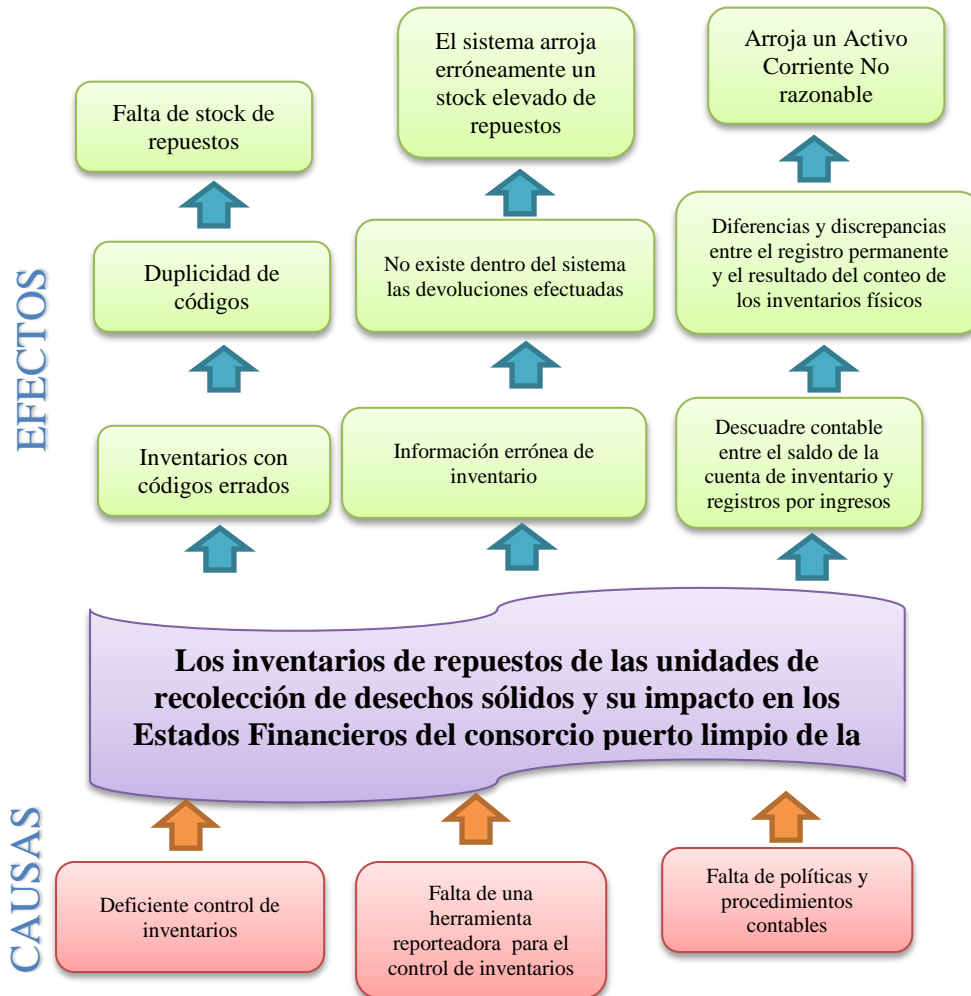 El sistema arroja
erróneamente un
stock elevado de
repuestos
Arroja un Activo
Corriente No
razonable
Falta de stock de
repuestos
EFECTOS
Duplicidad de
códigos
No existe dentro del sistema
las devoluciones efectuadas
Diferencias y discrepancias
entre el registro permanente
y el resultado del conteo de
los inventarios físicos
Inventarios con
códigos errados
Información errónea de
inventario
Descuadre contable
entre el saldo de la
cuenta de inventario y
registros por ingresos
Los inventarios de repuestos de las unidades de
recolección de desechos sólidos y su impacto en los
Estados Financieros del consorcio puerto limpio de la
CAUSAS
Deficiente control de
inventarios
Falta de una
herramienta
reporteadora para el
control de inventarios
Falta de políticas y
procedimientos
contables